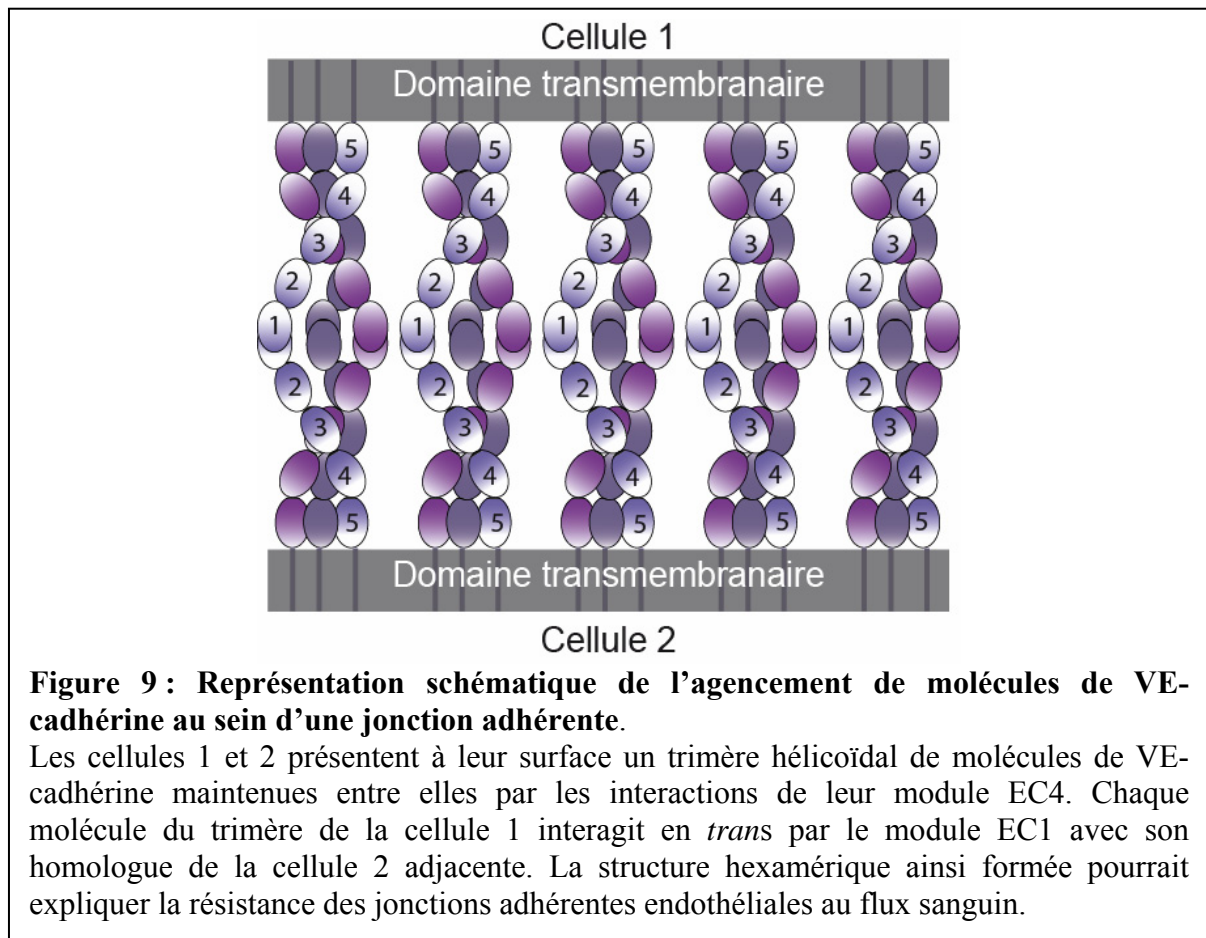 Cellule 1
Domaine transmembranaire
5 5 5 5 5
4 4 4 4 4
3 3 3 3 3
2 2 2 2 2
1 1 1 1 1
2 2 2 2 2
3 3 3 3 3
4 4 4 4 4
5 5 5 5 5
Domaine transmembranaire
Cellule 2
Figure 9 : Représentation schématique de l’agencement de molécules de VE-
cadhérine au sein d’une jonction adhérente.
Les cellules 1 et 2 présentent à leur surface un trimère hélicoïdal de molécules de VE-
cadhérine maintenues entre elles par les interactions de leur module EC4. Chaque
molécule du trimère de la cellule 1 interagit en trans par le module EC1 avec son
homologue de la cellule 2 adjacente. La structure hexamérique ainsi formée pourrait
expliquer la résistance des jonctions adhérentes endothéliales au flux sanguin.